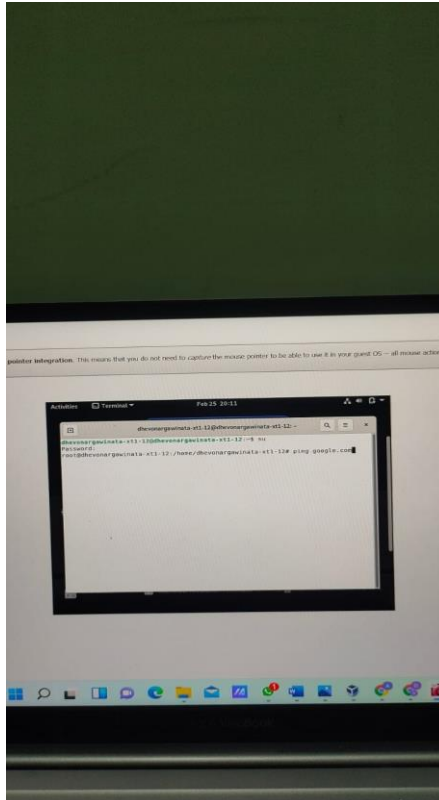 pointer integration. This means that you do not need to capture the mouse pointer to be able to use it in your guest OS — all mouse action
Activities Terminal Feb 25 20:11
dhevonargawinata-xt1-12@dhevonargawinata-xt1-12: ~
dhevonargawinata-xt1-12@dhevonargawinata-xt1-12:~$ su
Password:
root@dhevonargawinata-xt1-12:/home/dhevonargawinata-xt1-12# ping google.com